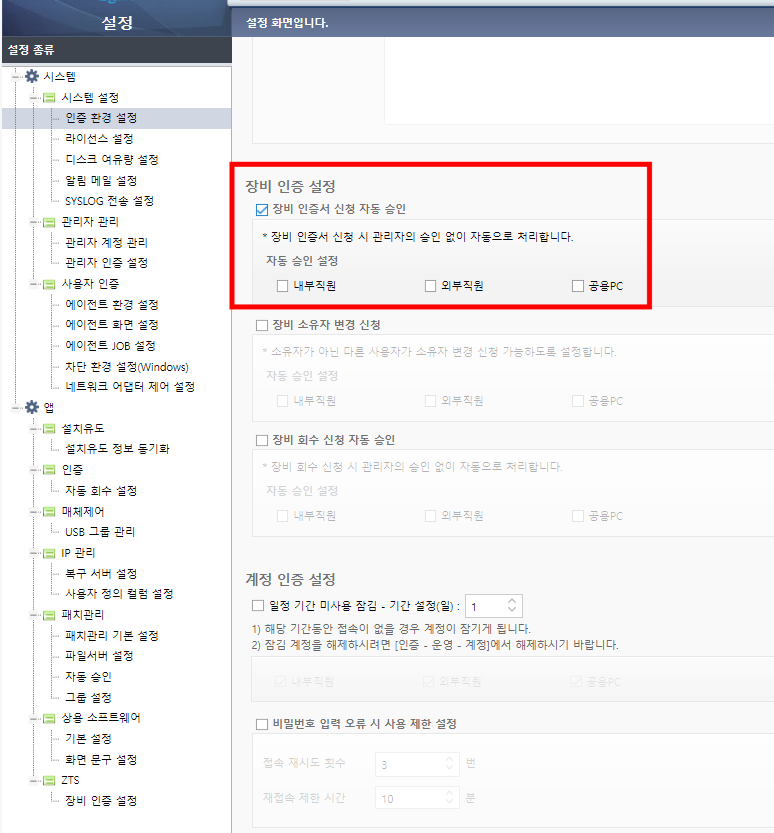 설정
설정 화면입니다.
설정 종류
시스템
시스템 설정
인증 환경 설정
라이선스 설정
디스크 여유량 설정
알림 메일 설정
SYSLOG 전송 설정
관리자 관리
관리자 계정 관리
관리자 인증 설정
사용자 인증
에이전트 환경 설정
에이전트 화면 설정
에이전트 JOB 설정
차단 환경 설정(Windows)
네트워크 어댑터 제어 설정
앱
설치유도
설치유도 정보 동기화
인증
자동 회수 설정
매체제어
USB 그룹 관리
IP 관리
복구 서버 설정
사용자 정의 컬럼 설정
패치관리
패치관리 기본 설정
파일서버 설정
자동 승인
그룹 설정
상용 소프트웨어
기본 설정
화면 문구 설정
ZTS
장비 인증 설정
장비 인증 설정
장비 인증서 신청 자동 승인
* 장비 인증서 신청 시 관리자의 승인 없이 자동으로 처리합니다.
자동 승인 설정
내부직원 외부직원 공용PC
장비 소유자 변경 신청
* 소유자가 아닌 다른 사용자가 소유자 변경 신청 가능하도록 설정합니다.
자동 승인 설정
내부직원 외부직원 공용PC
장비 회수 신청 자동 승인
* 장비 회수 신청 시 관리자의 승인 없이 자동으로 처리합니다.
자동 승인 설정
내부직원 외부직원 공용PC
계정 인증 설정
일정 기간 미사용 잠김 - 기간 설정(일) : 1
1) 해당 기간동안 접속이 없을 경우 계정이 잠기게 됩니다.
2) 잠김 계정을 해제하시려면 [인증 - 운영 - 계정]에서 해제하시기 바랍니다.
내부직원 외부직원 공용PC
비밀번호 입력 오류 시 사용 제한 설정
접속 재시도 횟수 3 번
재접속 제한 시간 10 분